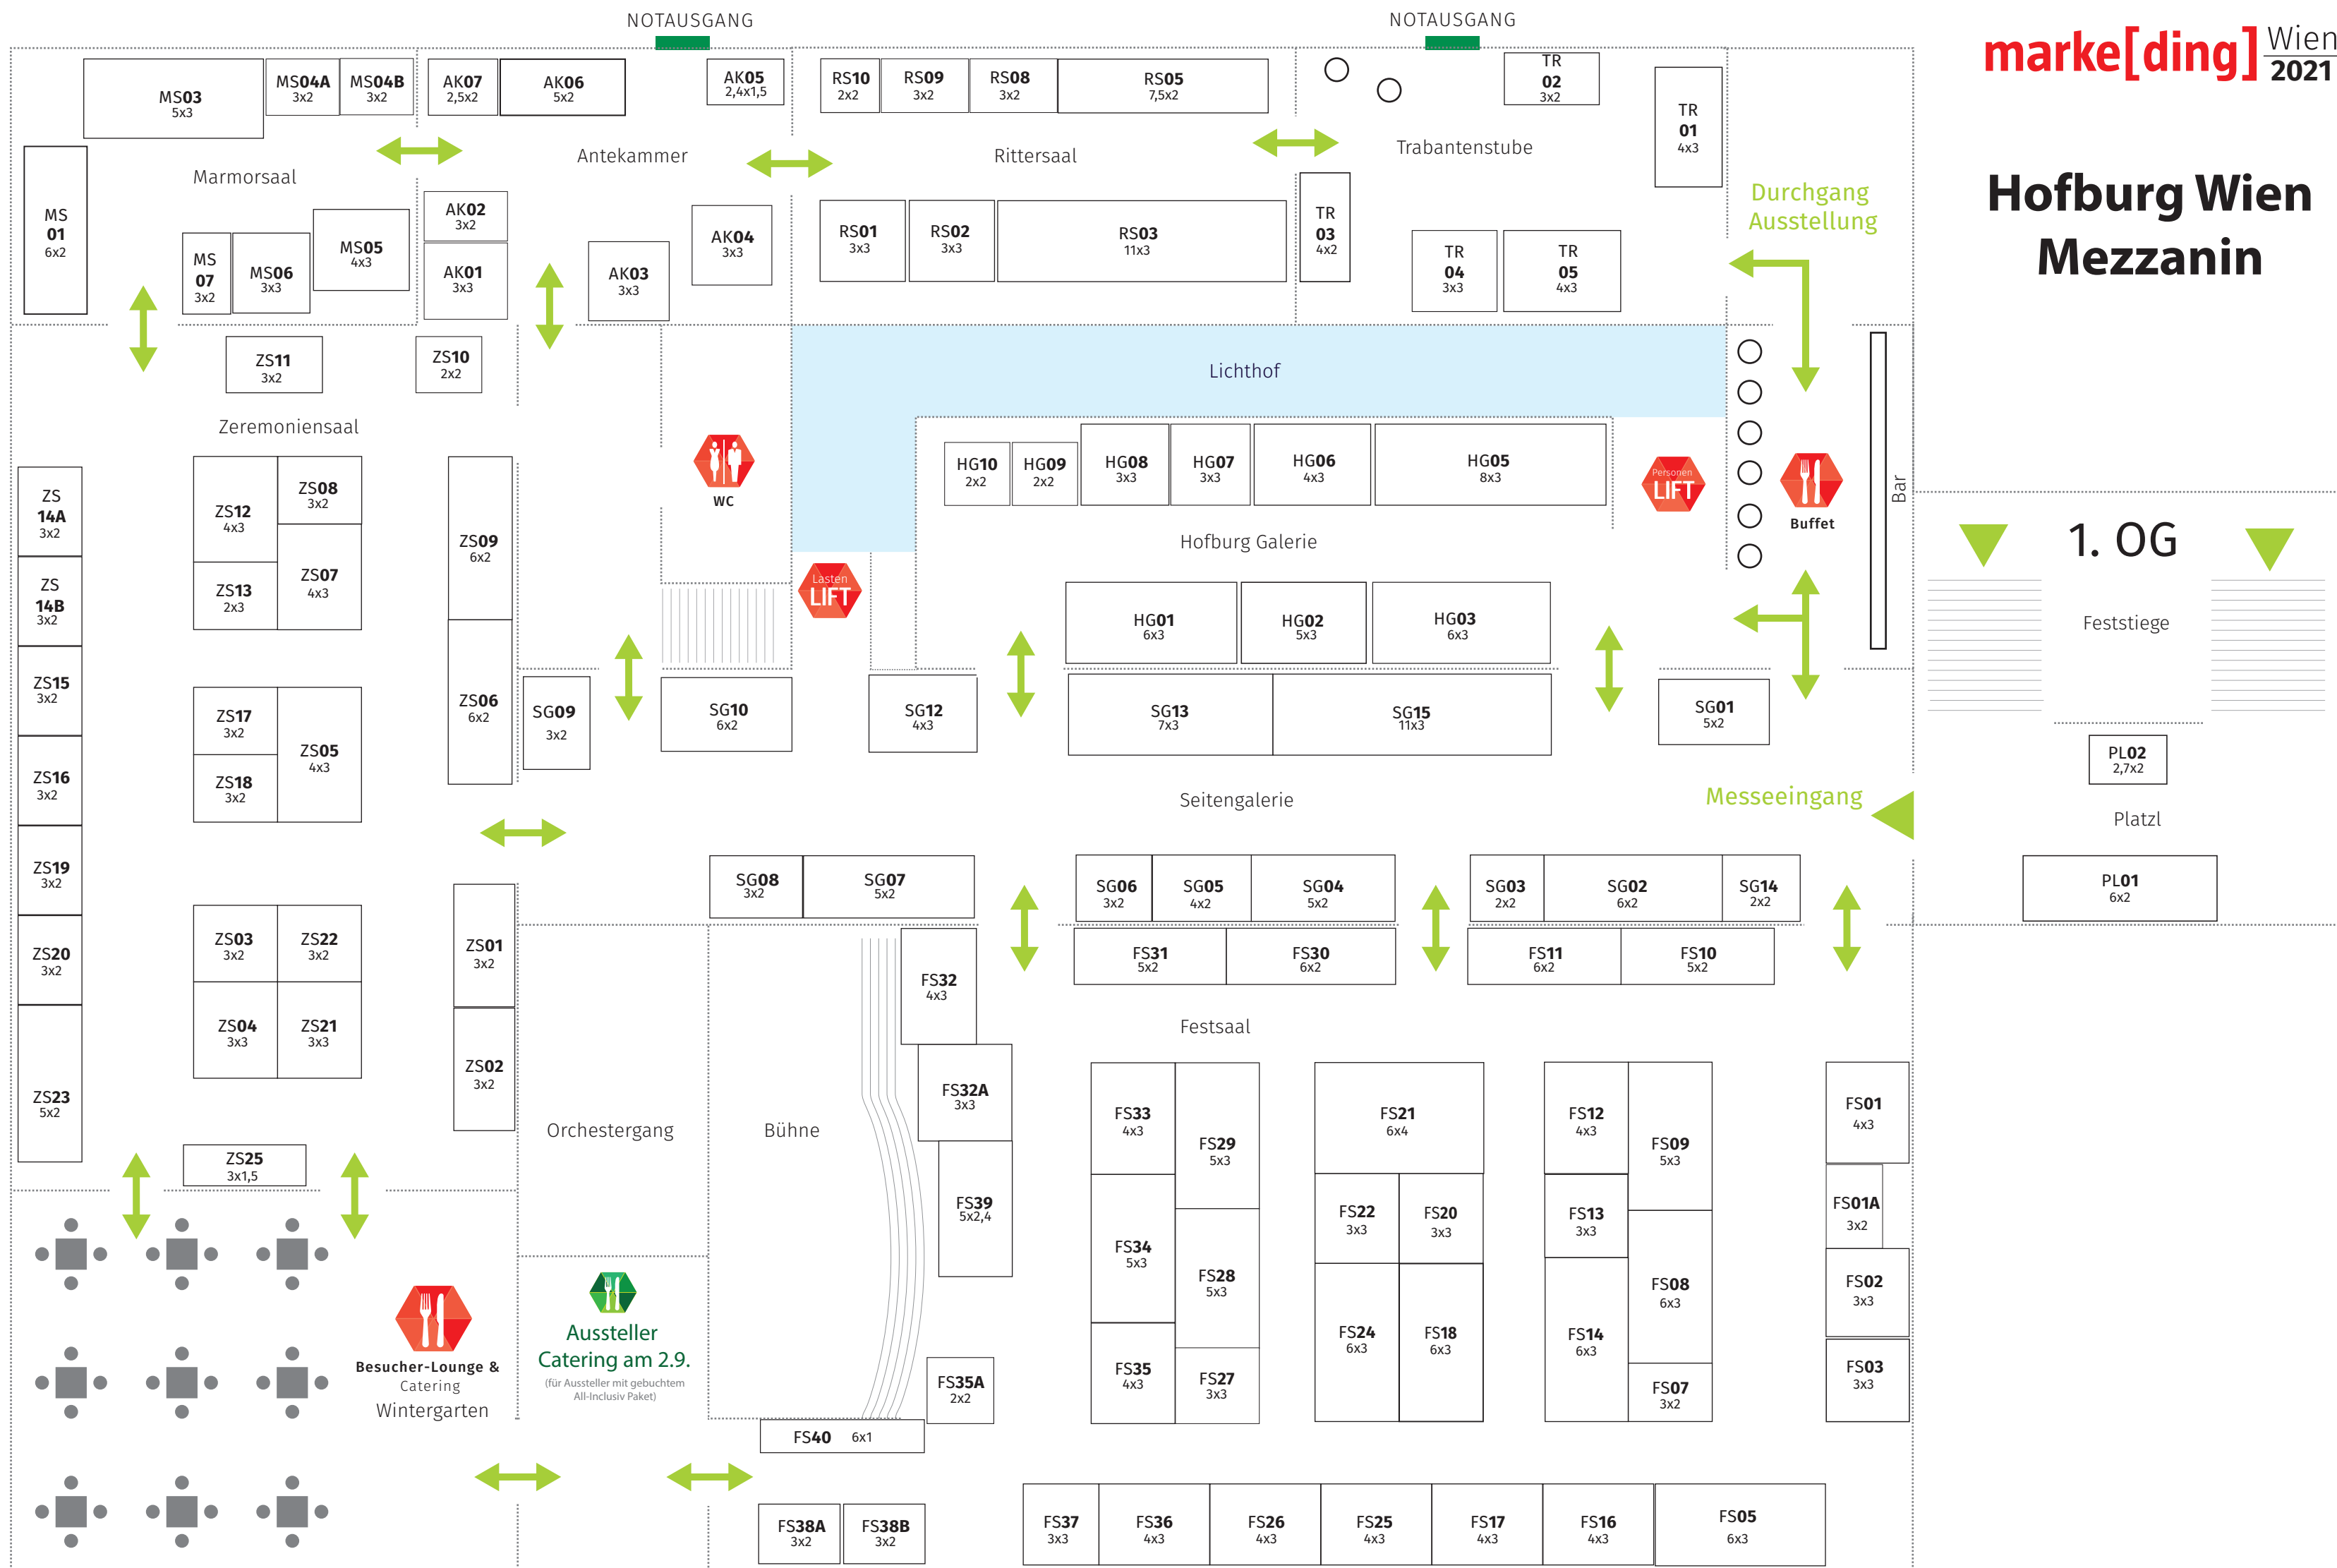 NOTAUSGANG
NOTAUSGANG
marke[ding] Wien
2021
Hofburg Wien
Mezzanin
MS03
5x3
MS04A
3x2
MS04B
3x2
AK07
2,5x2
AK06
5x2
AK05
2,4x1,5
RS10
2x2
RS09
3x2
RS08
3x2
RS05
7,5x2
TR
02
3x2
TR
01
4x3
Marmorsaal
Antekammer
Rittersaal
Trabantenstube
Durchgang
Ausstellung
MS
01
6x2
MS
07
3x2
MS06
3x3
MS05
4x3
AK02
3x2
AK01
3x3
AK03
3x3
AK04
3x3
RS01
3x3
RS02
3x3
RS03
11x3
TR
03
4x2
TR
04
3x3
TR
05
4x3
ZS11
3x2
ZS10
2x2
Lichthof
Zeremoniensaal
ZS
14A
3x2
ZS
14B
3x2
ZS15
3x2
ZS16
3x2
ZS19
3x2
ZS20
3x2
ZS23
5x2
ZS12
4x3
ZS08
3x2
ZS13
2x3
ZS07
4x3
ZS09
6x2
ZS06
6x2
ZS17
3x2
ZS05
4x3
ZS18
3x2
ZS03
3x2
ZS22
3x2
ZS04
3x3
ZS21
3x3
ZS01
3x2
ZS02
3x2
ZS25
3x1,5
WC
Lasten
LIFT
HG10
2x2
HG09
2x2
HG08
3x3
HG07
3x3
HG06
4x3
HG05
8x3
Personen
LIFT
Buffet
Bar
Hofburg Galerie
HG01
6x3
HG02
5x3
HG03
6x3
1. OG
Feststiege
PL02
2,7x2
Platzl
PL01
6x2
SG09
3x2
SG10
6x2
SG12
4x3
SG13
7x3
SG15
11x3
SG01
5x2
Seitengalerie
Messeeingang
SG08
3x2
SG07
5x2
SG06
3x2
SG05
4x2
SG04
5x2
SG03
2x2
SG02
6x2
SG14
2x2
FS31
5x2
FS30
6x2
FS11
6x2
FS10
5x2
FS32
4x3
Festsaal
FS32A
3x3
FS39
5x2,4
Orchestergang
Bühne
FS33
4x3
FS29
5x3
FS34
5x3
FS28
5x3
FS35
4x3
FS27
3x3
FS21
6x4
FS22
3x3
FS20
3x3
FS24
6x3
FS18
6x3
FS12
4x3
FS09
5x3
FS13
3x3
FS08
6x3
FS14
6x3
FS07
3x2
FS01
4x3
FS01A
3x2
FS02
3x3
FS03
3x3
FS35A
2x2
FS40 6x1
Besucher-Lounge &
Catering
Wintergarten
Aussteller
Catering am 2.9.
(für Aussteller mit gebuchtem
All-Inclusiv Paket)
FS38A
3x2
FS38B
3x2
FS37
3x3
FS36
4x3
FS26
4x3
FS25
4x3
FS17
4x3
FS16
4x3
FS05
6x3